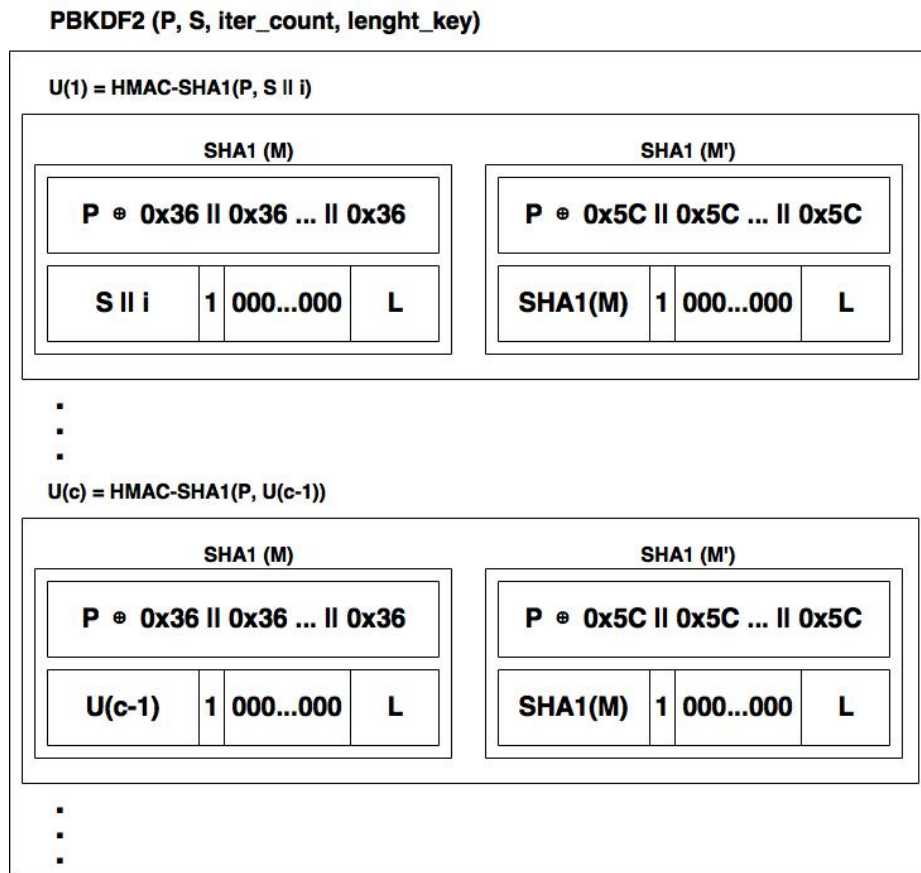 PBKDF2 (P, S, iter_count, lenght_key)
U(1) = HMAC-SHA1(P, S || i)
SHA1 (M)
SHA1 (M')
P ⊕ 0x36 || 0x36 ... || 0x36
P ⊕ 0x5C || 0x5C ... || 0x5C
S || i 1 000...000 L
SHA1(M) 1 000...000 L
U(c) = HMAC-SHA1(P, U(c-1))
SHA1 (M)
SHA1 (M')
P ⊕ 0x36 || 0x36 ... || 0x36
P ⊕ 0x5C || 0x5C ... || 0x5C
U(c-1) 1 000...000 L
SHA1(M) 1 000...000 L